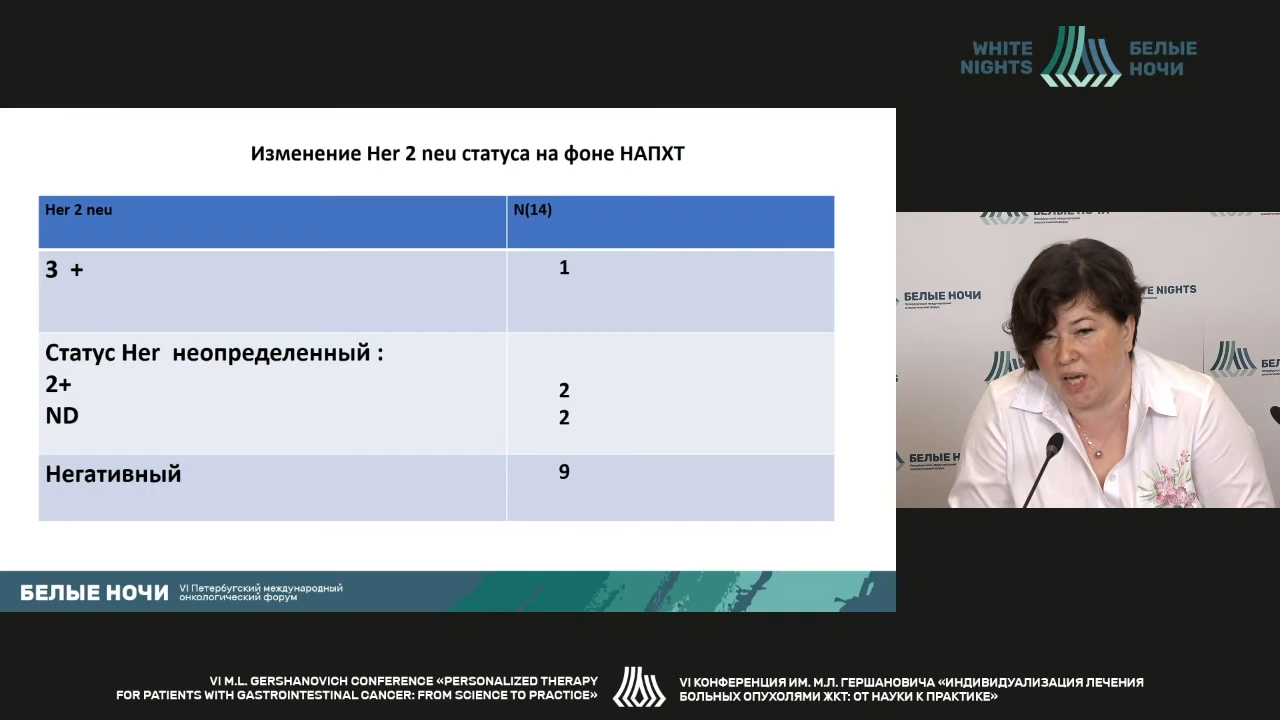 WHITE
NIGHTS
БЕЛЫЕ
НОЧИ
Изменение Her 2 neu статуса на фоне НАПХТ
Her 2 neu
N(14)
3 +
1
Статус Her неопределенный :
2+
2
ND
2
Негативный
9
БЕЛЫЕ НОЧИ
VI Петербугский международный
онкологический форум
БЕЛЫЕ НОЧИ
TE NIGHTS
БЕЛ
БЕЛЫЕ Н
VI M.L. GERSHANOVICH CONFERENCE «PERSONALIZED THERAPY
FOR PATIENTS WITH GASTROINTESTINAL CANCER: FROM SCIENCE TO PRACTICE»
VI КОНФЕРЕНЦИЯ ИМ. М.Л. ГЕРШАНОВИЧА «ИНДИВИДУАЛИЗАЦИЯ ЛЕЧЕНИЯ
БОЛЬНЫХ ОПУХОЛЯМИ ЖКТ: ОТ НАУКИ К ПРАКТИКЕ»